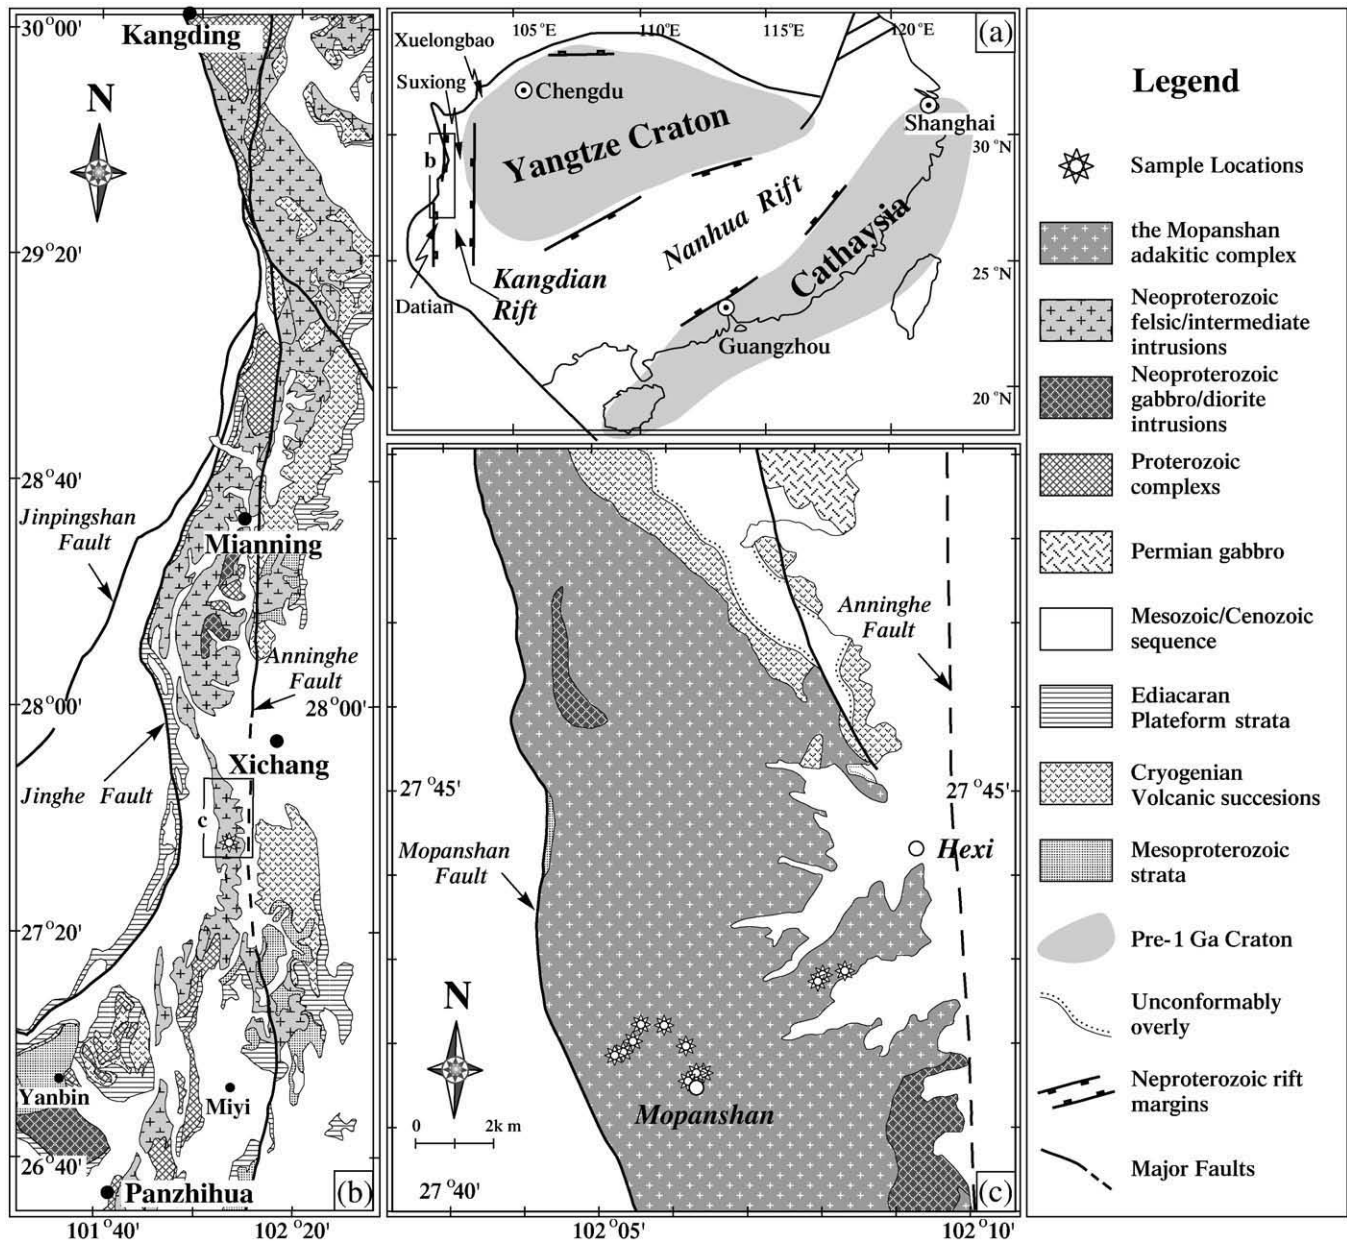 30°00'
Kangding
N
29°20'
28°40'
Jinpingshan
Fault
Mianning
Anninghe
Fault
28°00'
28°00'
Xichang
Jinghe Fault
c
27°20'
Yanbin
Miyi
26°40'
Panzhihua
(b)
101°40'
102°20'
105°E
110°E
115°E
120°E
(a)
Xuelongbao
Suxiong
Chengdu
Yangtze Craton
Shanghai
30°N
b
Nanhua Rift
Cathaysia
25°N
Kangdian
Rift
Datian
Guangzhou
20°N
Anninghe
Fault
27°45'
27°45'
Hexi
Mopanshan
Fault
N
Mopanshan
0 2k m
27°40'
(c)
102°05'
102°10'
Legend
Sample Locations
the Mopanshan
adakitic complex
Neoproterozoic
felsic/intermediate
intrusions
Neoproterozoic
gabbro/diorite
intrusions
Proterozoic
complexs
Permian gabbro
Mesozoic/Cenozoic
sequence
Ediacaran
Plateform strata
Cryogenian
Volcanic succesions
Mesoproterozoic
strata
Pre-1 Ga Craton
Unconformably
overly
Neproterozoic rift
margins
Major Faults